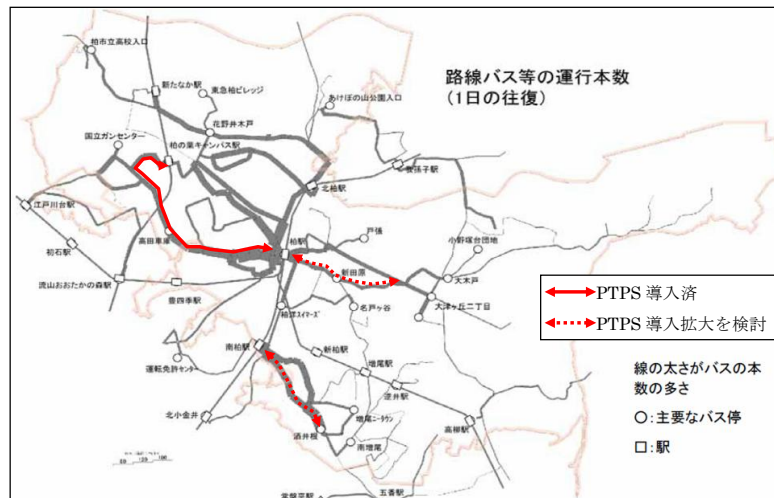 柏市立高校入口
路線バス等の運行本数
(1日の往復)
新たなか駅
東急柏ビレッジ
あけぼの山公園入口
花野井木戸
国立ガンセンター
柏の葉キャンパス駅
我孫子駅
北柏駅
江戸川台駅
戸張
小野塚台団地
高田車庫
柏駅
初石駅
新田原
大木戸
流山おおたかの森駅
名戸ヶ谷
PTPS 導入済
豊四季駅
大津ヶ丘二丁目
柏洋スイマーズ
PTPS 導入拡大を検討
南柏駅
新柏駅
運転免許センター
増尾駅
線の太さがバスの本
数の多さ
逆井駅
北小金井
増尾ニータウン
○:主要なバス停
酒井根
高柳駅
南増尾
□:駅
五香駅
常盤平駅